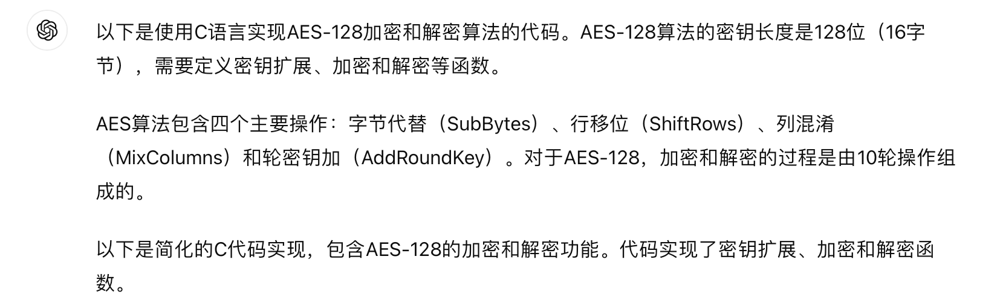 以下是使用C语言实现AES-128加密和解密算法的代码。AES-128算法的密钥长度是128位（16字
节），需要定义密钥扩展、加密和解密等函数。
AES算法包含四个主要操作：字节代替（SubBytes）、行移位（ShiftRows）、列混淆
（MixColumns）和轮密钥加（AddRoundKey）。对于AES-128，加密和解密的过程是由10轮操作组
成的。
以下是简化的C代码实现，包含AES-128的加密和解密功能。代码实现了密钥扩展、加密和解密函
数。